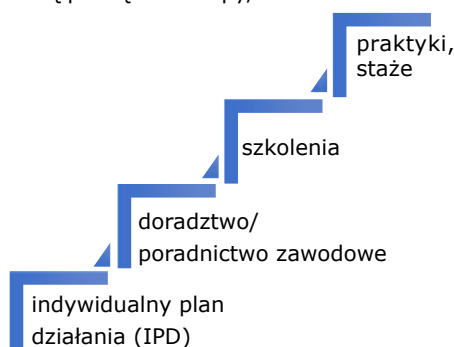 praktyki,
staże
szkolenia
doradztwo/
poradnictwo zawodowe
indywidualny plan
działania (IPD)